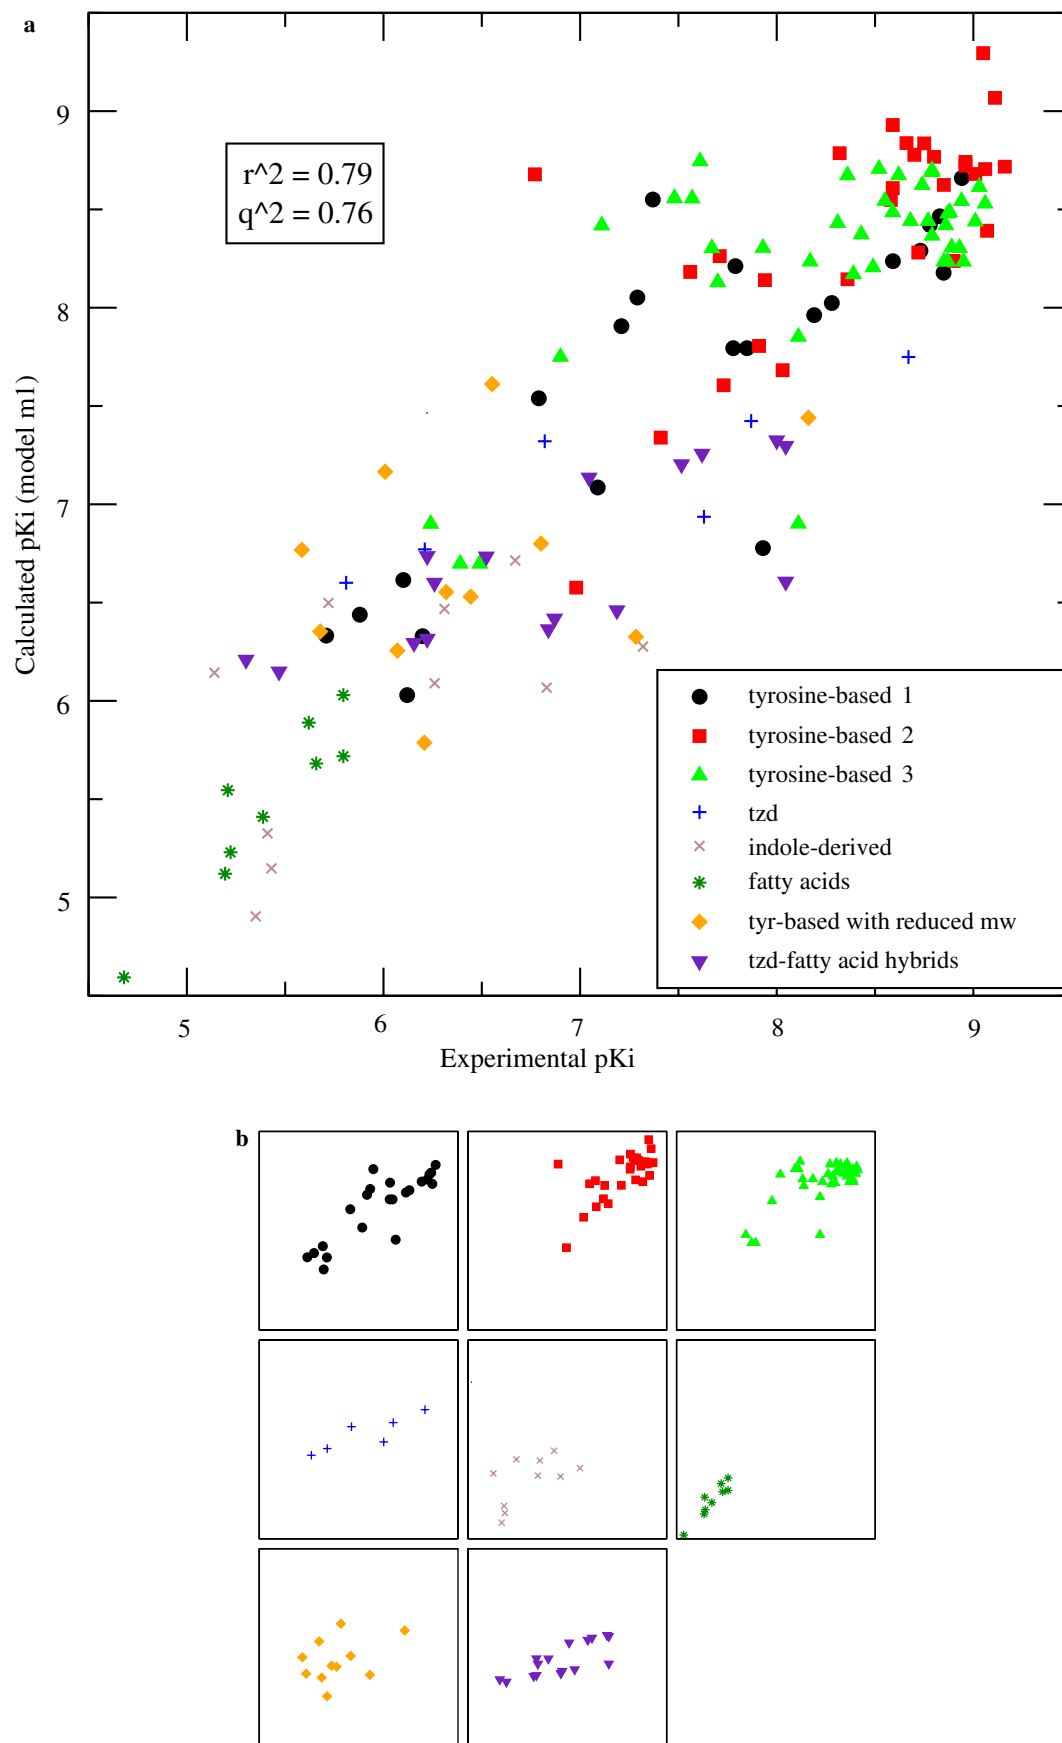 a
9
8
7
6
5
Calculated pKi (model m1)
r^2 = 0.79
q^2 = 0.76
tyrosine-based 1
tyrosine-based 2
tyrosine-based 3
tzd
indole-derived
fatty acids
tyr-based with reduced mw
tzd-fatty acid hybrids
5 6 7 8 9
Experimental pKi
b